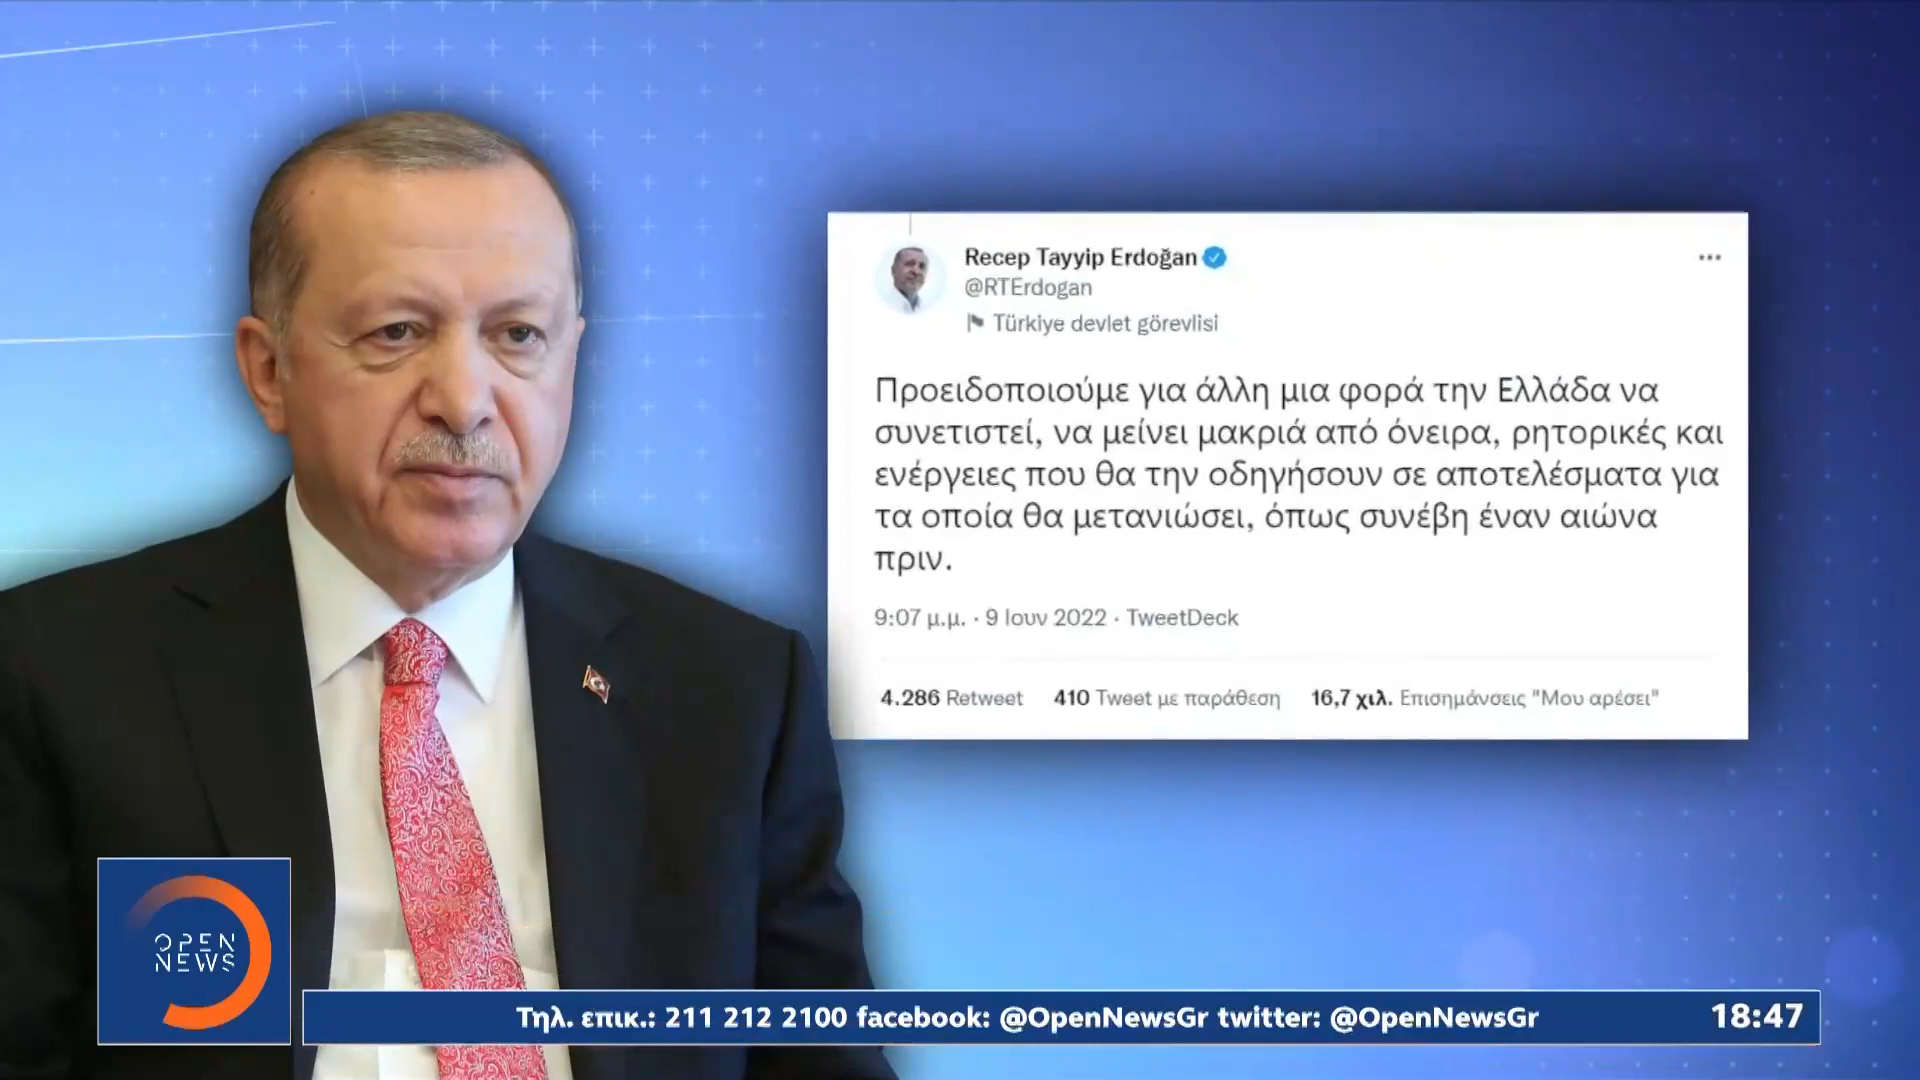 Recep Tayyip Erdoğan
@RTErdogan
Türkiye devlet görevlisi
Προειδοποιούμε για άλλη μια φορά την Ελλάδα να
συνετιστεί, να μείνει μακριά από όνειρα, ρητορικές και
ενέργειες που θα την οδηγήσουν σε αποτελέσματα για
τα οποία θα μετανιώσει, όπως συνέβη έναν αιώνα
πριν.
9:07 μ.μ. · 9 Ιουν 2022 · TweetDeck
4.286 Retweet 410 Tweet με παράθεση 16,7 χιλ. Επισημάνσεις "Μου αρέσει"
OPEN
NEWS
Τηλ. επικ.: 211 212 2100 facebook: @OpenNewsGr twitter: @OpenNewsGr
18:47